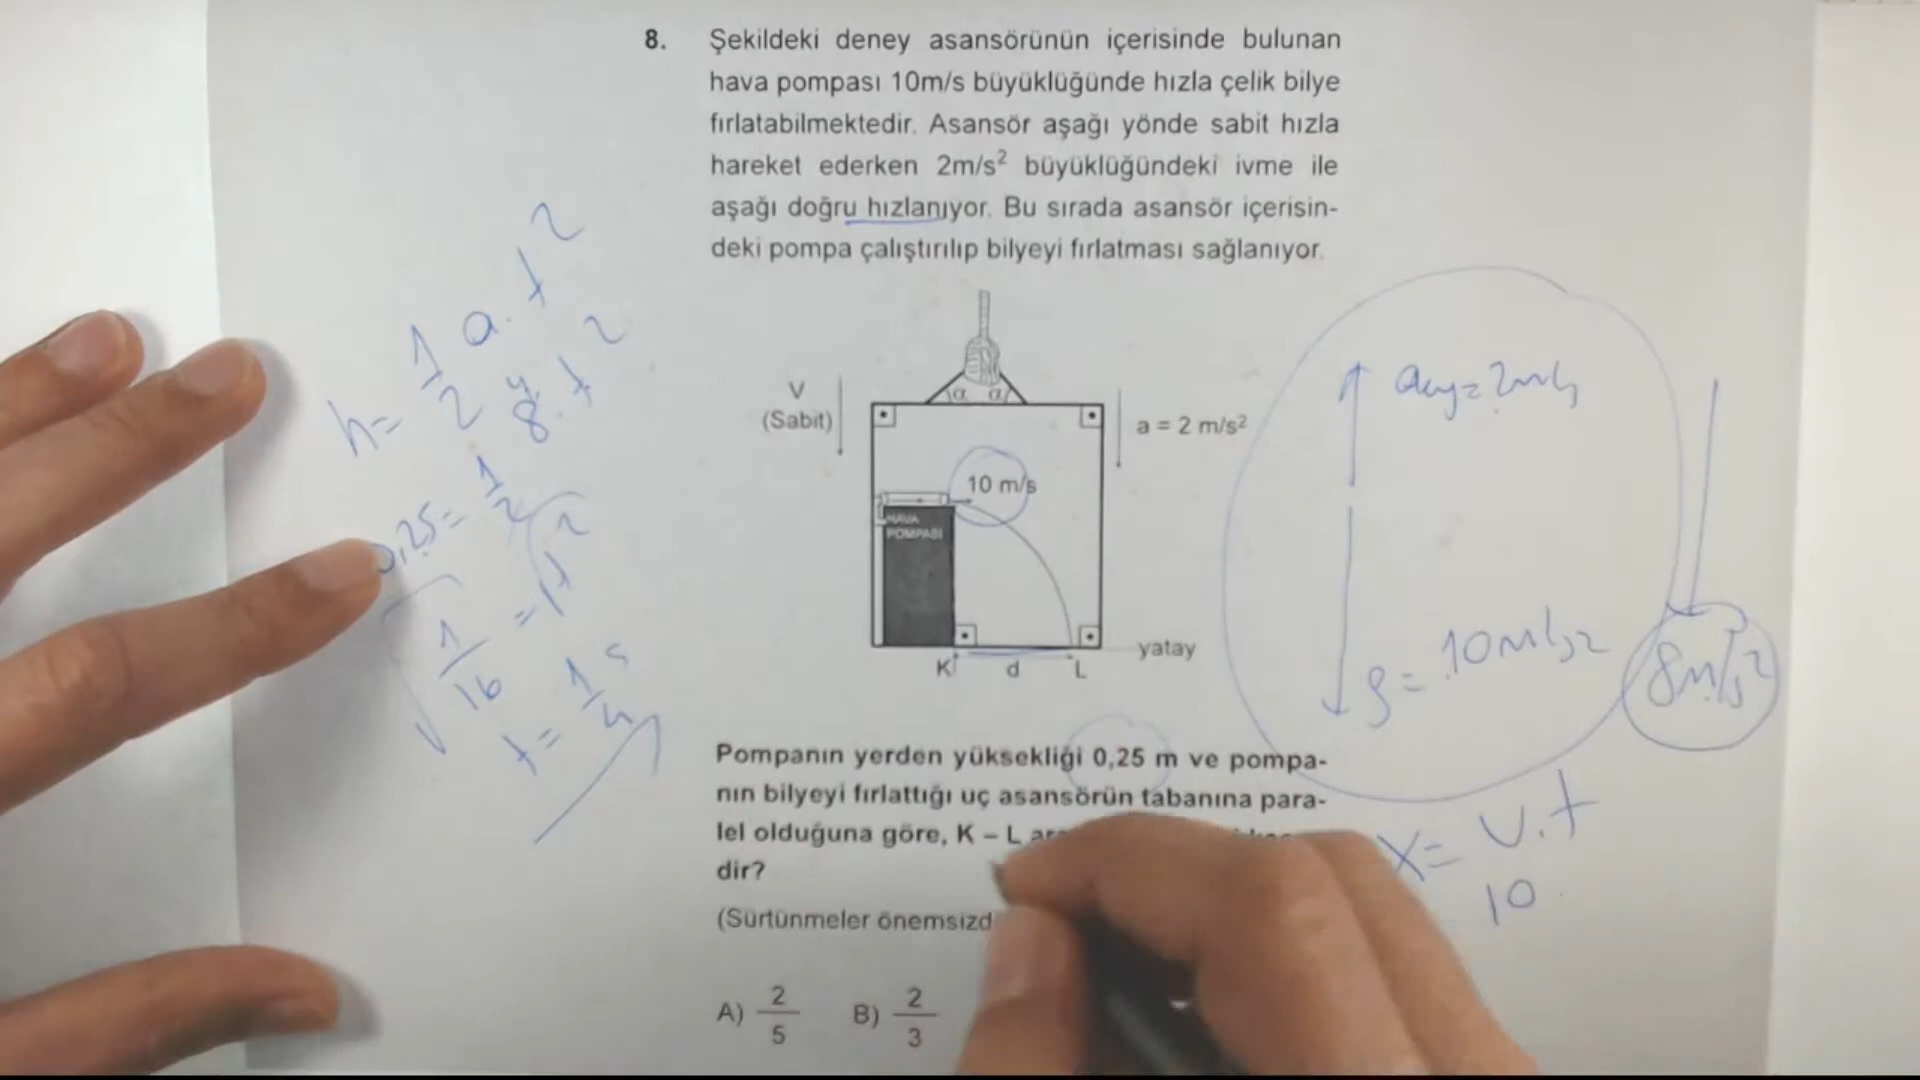 8. Şekildeki deney asansörünün içerisinde bulunan
hava pompası 10m/s büyüklüğünde hızla çelik bilye
fırlatabilmektedir. Asansör aşağı yönde sabit hızla
hareket ederken 2m/s² büyüklüğündeki ivme ile
aşağı doğru hızlanıyor. Bu sırada asansör içerisin-
deki pompa çalıştırılıp bilyeyi fırlatması sağlanıyor.
α α
V
(Sabit)
a = 2 m/s²
10 m/s
HAVA
POMPASI
K d L
yatay
Pompanın yerden yüksekliği 0,25 m ve pompa-
nın bilyeyi fırlattığı uç asansörün tabanına para-
lel olduğuna göre, K – L
dir?
(Sürtünmeler önemsizd
A) 2/5 B) 2/3
h= 1/2 a.t²
4
0,25= 1/2 8.t²
√1/16 = t²
t= 1/4 s
= 2m/s
g= 10m/s²
8m/s²
x= v.t
10.